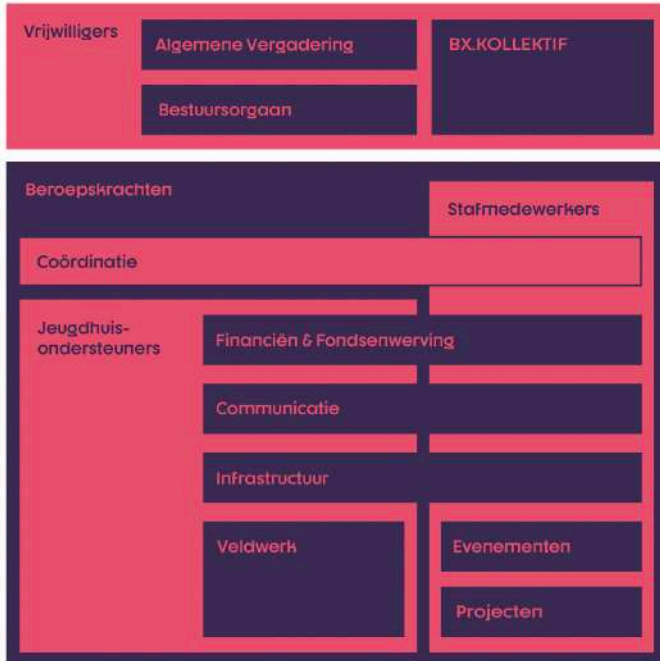 Vrijwilligers
Algemene Vergadering
BX.KOLLEKTIF
Bestuursorgaan
Beroepskrachten
Stafmedewerkers
Coördinatie
Jeugdhuis-
ondersteuners
Financiën & Fondsenwerving
Communicatie
Infrastructuur
Veldwerk
Evenementen
Projecten